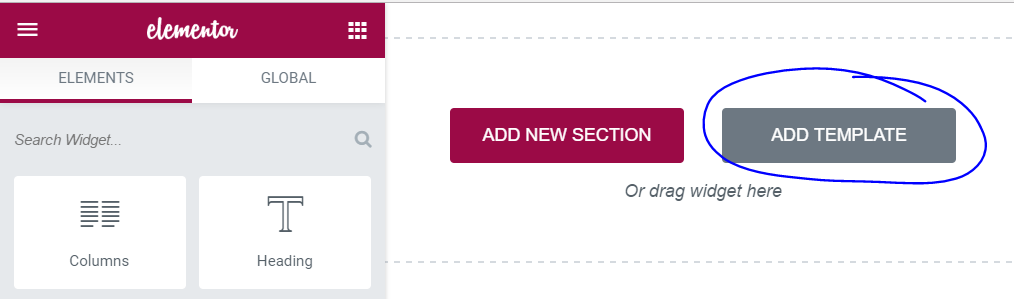 elementor
ELEMENTS
GLOBAL
Search Widget...
Columns
Heading
ADD NEW SECTION
ADD TEMPLATE
Or drag widget here